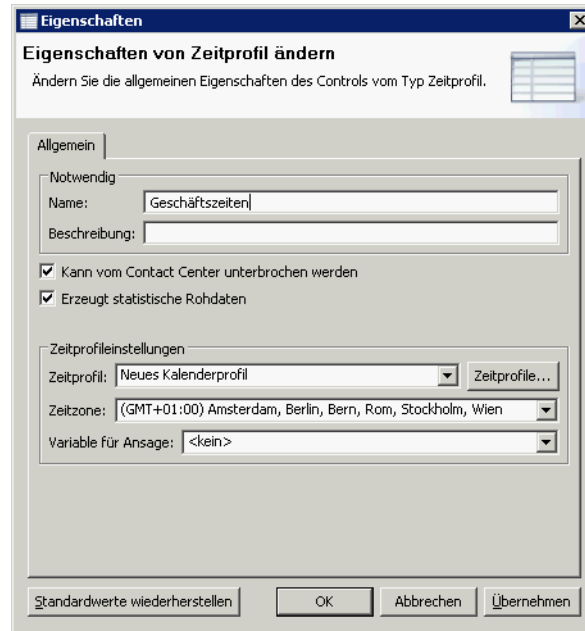 Eigenschaften
Eigenschaften von Zeitprofil ändern
Ändern Sie die allgemeinen Eigenschaften des Controls vom Typ Zeitprofil.
Allgemein
Notwendig
Name: Geschäftszeiten
Beschreibung:
Kann vom Contact Center unterbrochen werden
Erzeugt statistische Rohdaten
Zeitprofileinstellungen
Zeitprofil: Neues Kalenderprofil Zeitprofile...
Zeitzone: (GMT+01:00) Amsterdam, Berlin, Bern, Rom, Stockholm, Wien
Variable für Ansage: <kein>
Standardwerte wiederherstellen OK Abbrechen Übernehmen